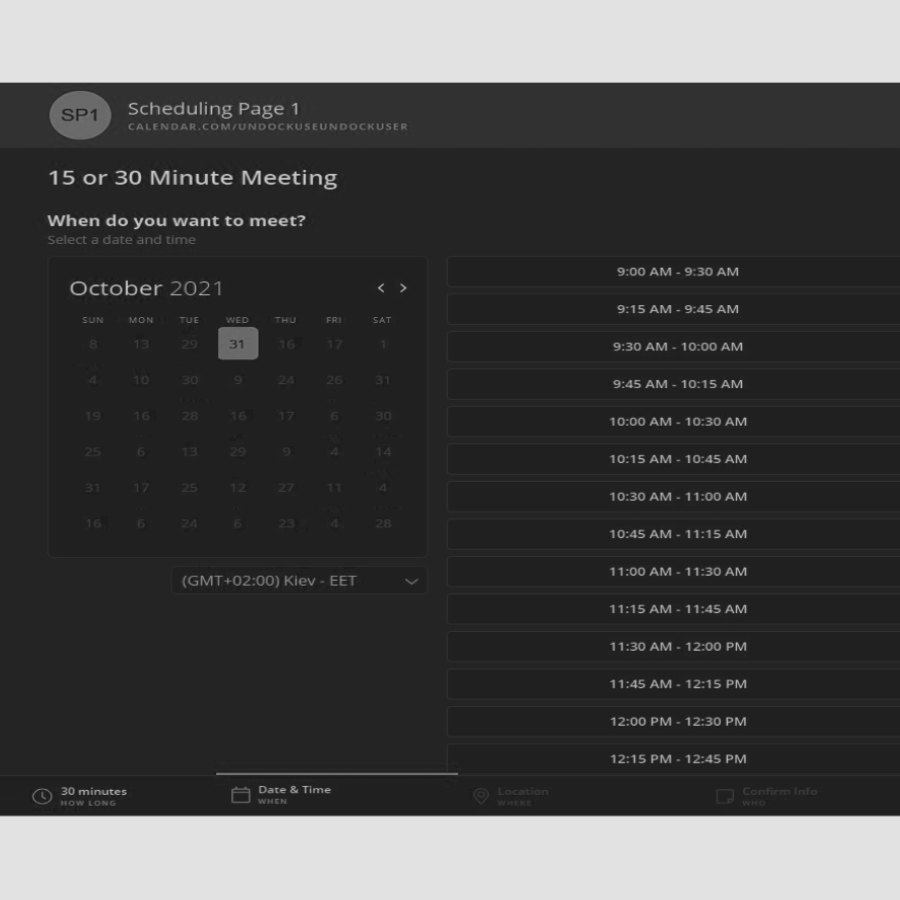 SP1
Scheduling Page 1
CALENDAR.COM/UNDOCKUSEUNDOCKUSER
15 or 30 Minute Meeting
When do you want to meet?
Select a date and time
October 2021 < >
SUN MON TUE WED THU FRI SAT
8 13 29 31 16 17 1
4 10 30 9 24 26 31
19 16 28 16 17 6 30
25 6 13 29 9 4 14
31 17 25 12 27 11 4
16 6 24 6 23 4 28
(GMT+02:00) Kiev - EET
9:00 AM - 9:30 AM
9:15 AM - 9:45 AM
9:30 AM - 10:00 AM
9:45 AM - 10:15 AM
10:00 AM - 10:30 AM
10:15 AM - 10:45 AM
10:30 AM - 11:00 AM
10:45 AM - 11:15 AM
11:00 AM - 11:30 AM
11:15 AM - 11:45 AM
11:30 AM - 12:00 PM
11:45 AM - 12:15 PM
12:00 PM - 12:30 PM
12:15 PM - 12:45 PM
30 minutes
HOW LONG
Date & Time
WHEN
Location
WHERE
Confirm Info
WHO